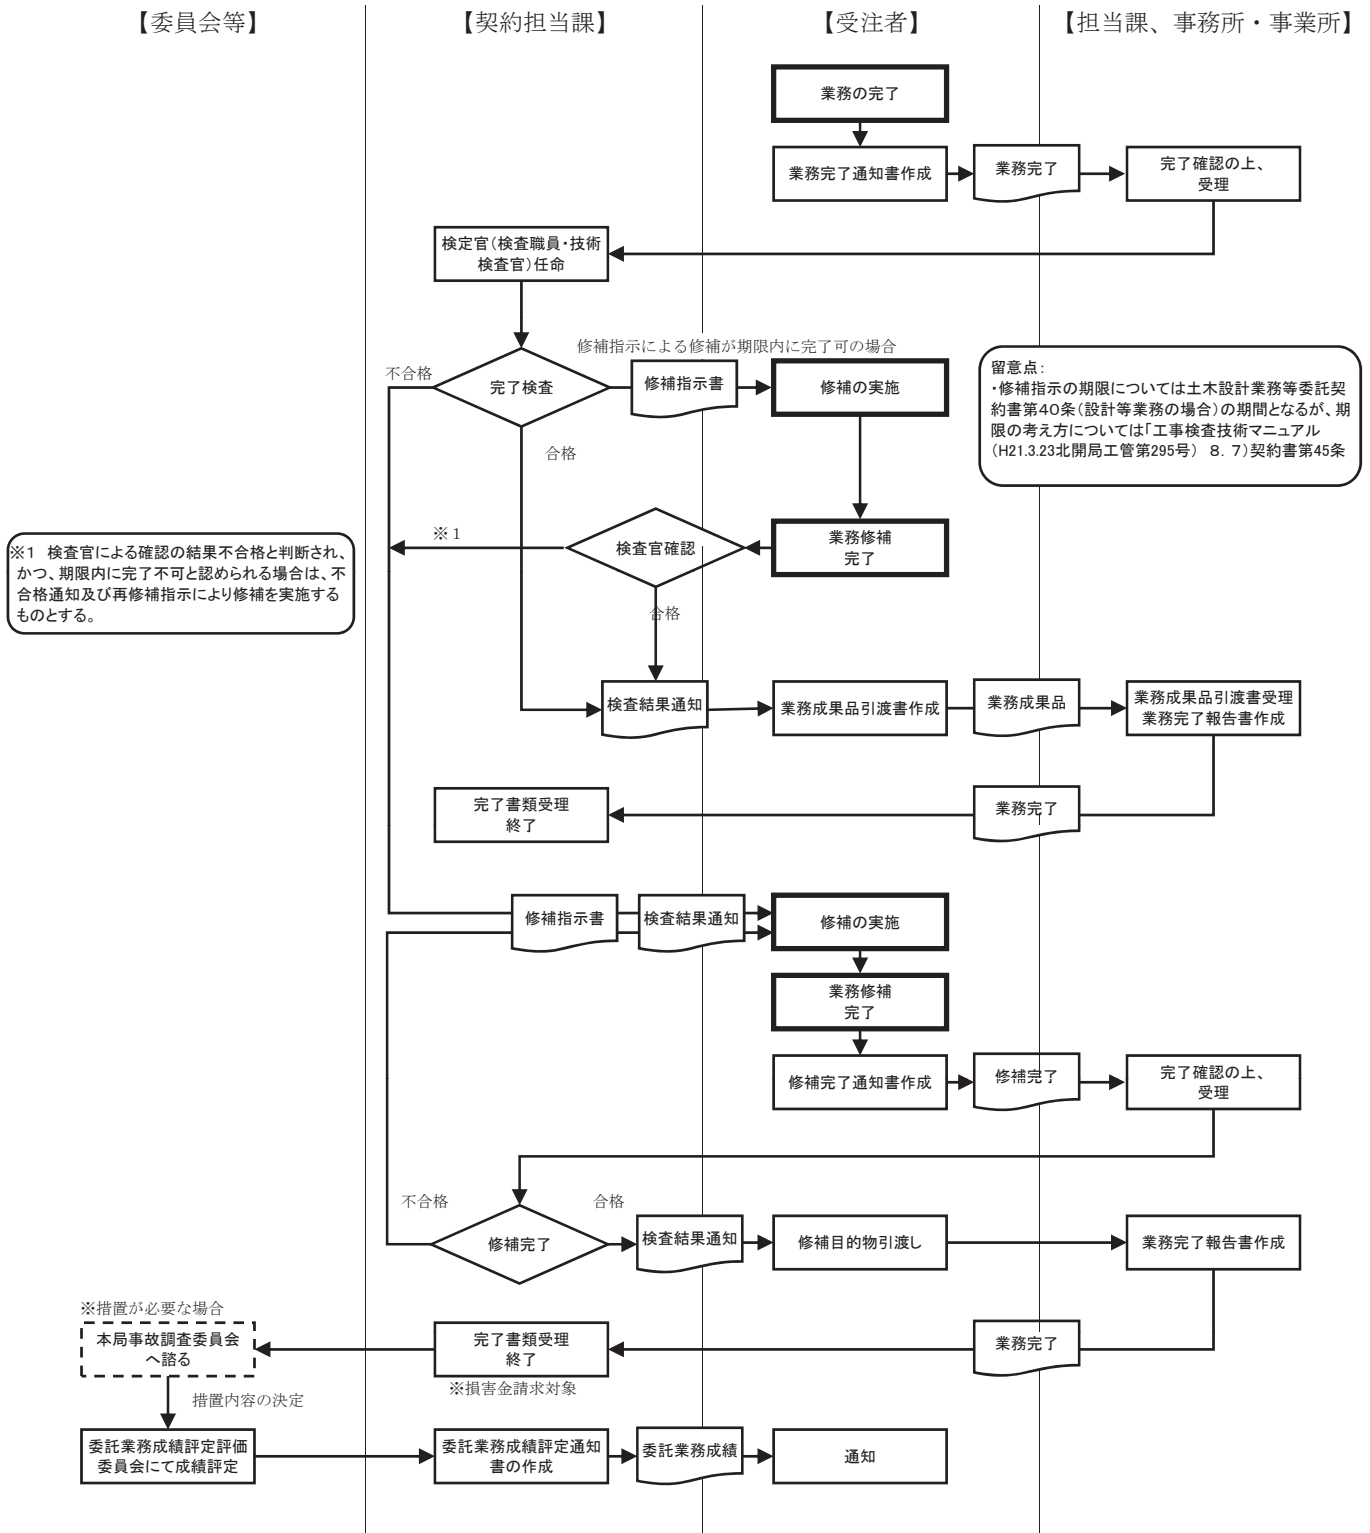 【委員会等】
【契約担当課】
【受注者】
【担当課、事務所・事業所】
業務の完了
業務完了通知書作成
業務完了
完了確認の上、
受理
検定官(検査職員・技術
検査官)任命
修補指示による修補が期限内に完了可の場合
不合格
完了検査
修補指示書
修補の実施
合格
留意点:
・修補指示の期限については土木設計業務等委託契
約書第40条(設計等業務の場合)の期間となるが、期
限の考え方については「工事検査技術マニュアル
(H21.3.23北開局工管第295号) 8. 7)契約書第45条
※1
検査官確認
業務修補
完了
合格
※1 検査官による確認の結果不合格と判断され、
かつ、期限内に完了不可と認められる場合は、不
合格通知及び再修補指示により修補を実施する
ものとする。
検査結果通知
業務成果品引渡書作成
業務成果品
業務成果品引渡書受理
業務完了報告書作成
完了書類受理
終了
業務完了
修補指示書
検査結果通知
修補の実施
業務修補
完了
修補完了通知書作成
修補完了
完了確認の上、
受理
不合格
合格
修補完了
検査結果通知
修補目的物引渡し
業務完了報告書作成
※措置が必要な場合
本局事故調査委員会
へ諮る
完了書類受理
終了
業務完了
※損害金請求対象
措置内容の決定
委託業務成績評定評価
委員会にて成績評定
委託業務成績評定通知
書の作成
委託業務成績
通知